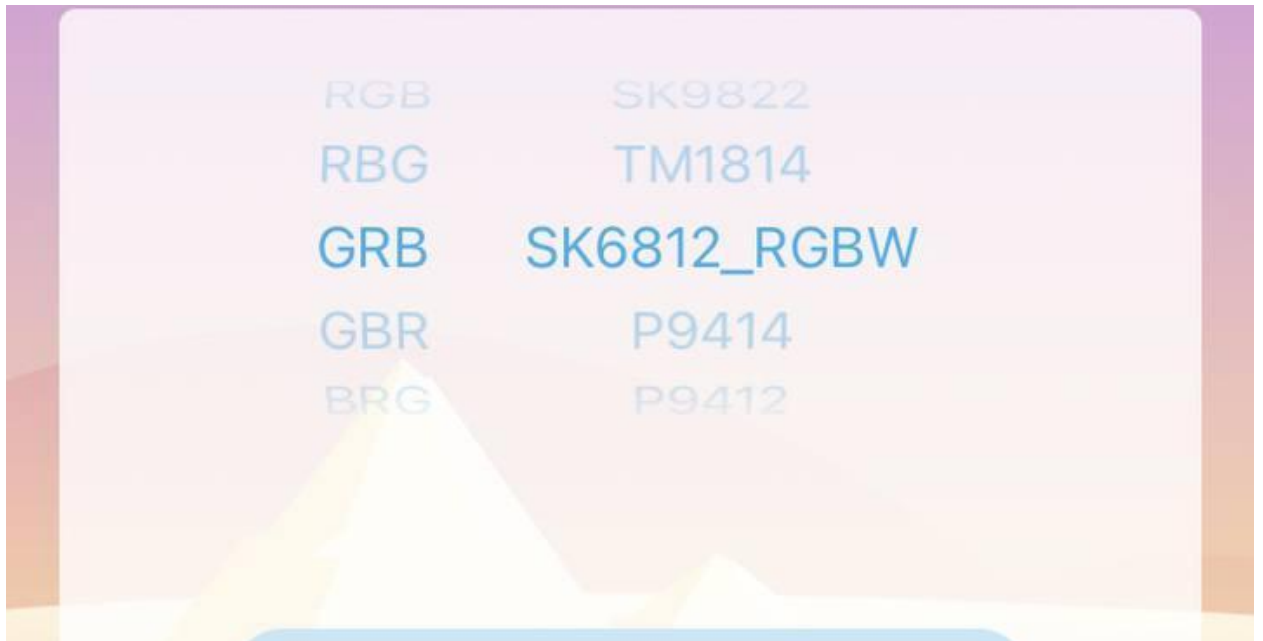 RGB SK9822
RBG TM1814
GRB SK6812_RGBW
GBR P9414
BRG P9412